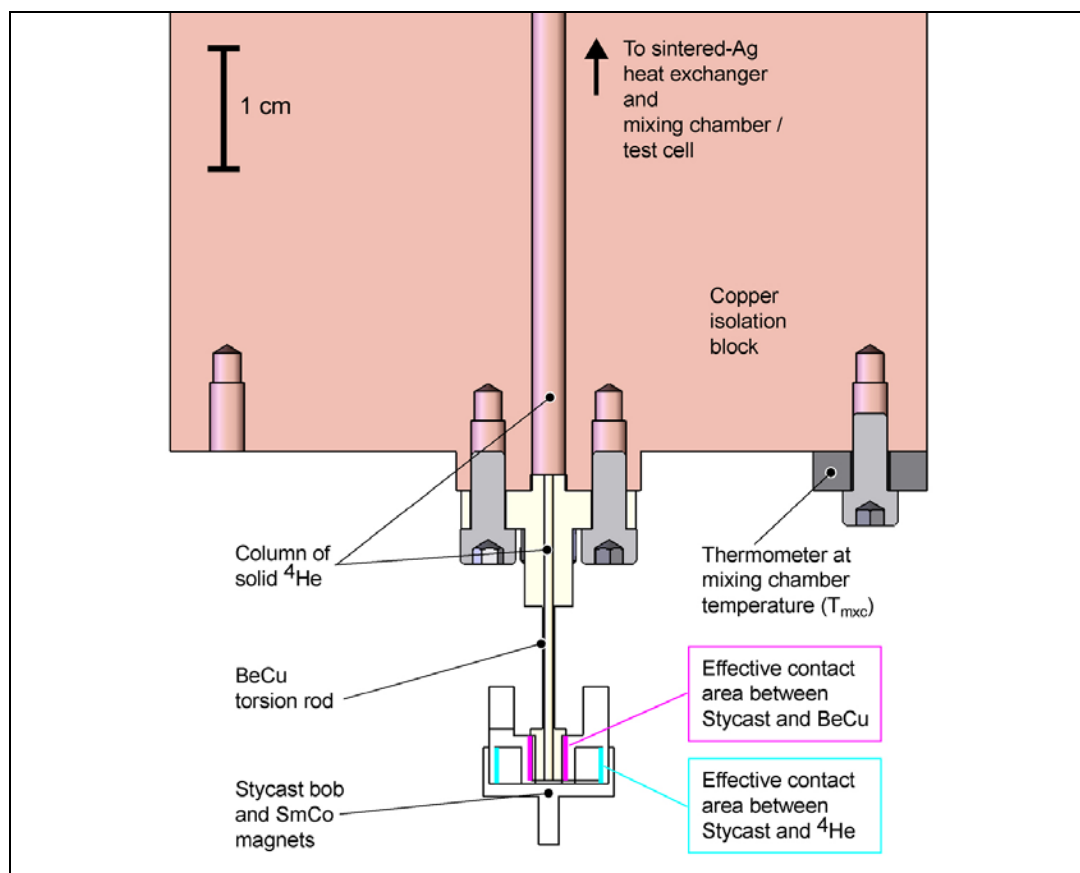 1 cm
To sintered-Ag
heat exchanger
and
mixing chamber /
test cell
Copper
isolation
block
Column of
solid ⁴He
Thermometer at
mixing chamber
temperature (Tₘₓ꜀)
BeCu
torsion rod
Effective contact
area between
Stycast and BeCu
Stycast bob
and SmCo
magnets
Effective contact
area between
Stycast and ⁴He